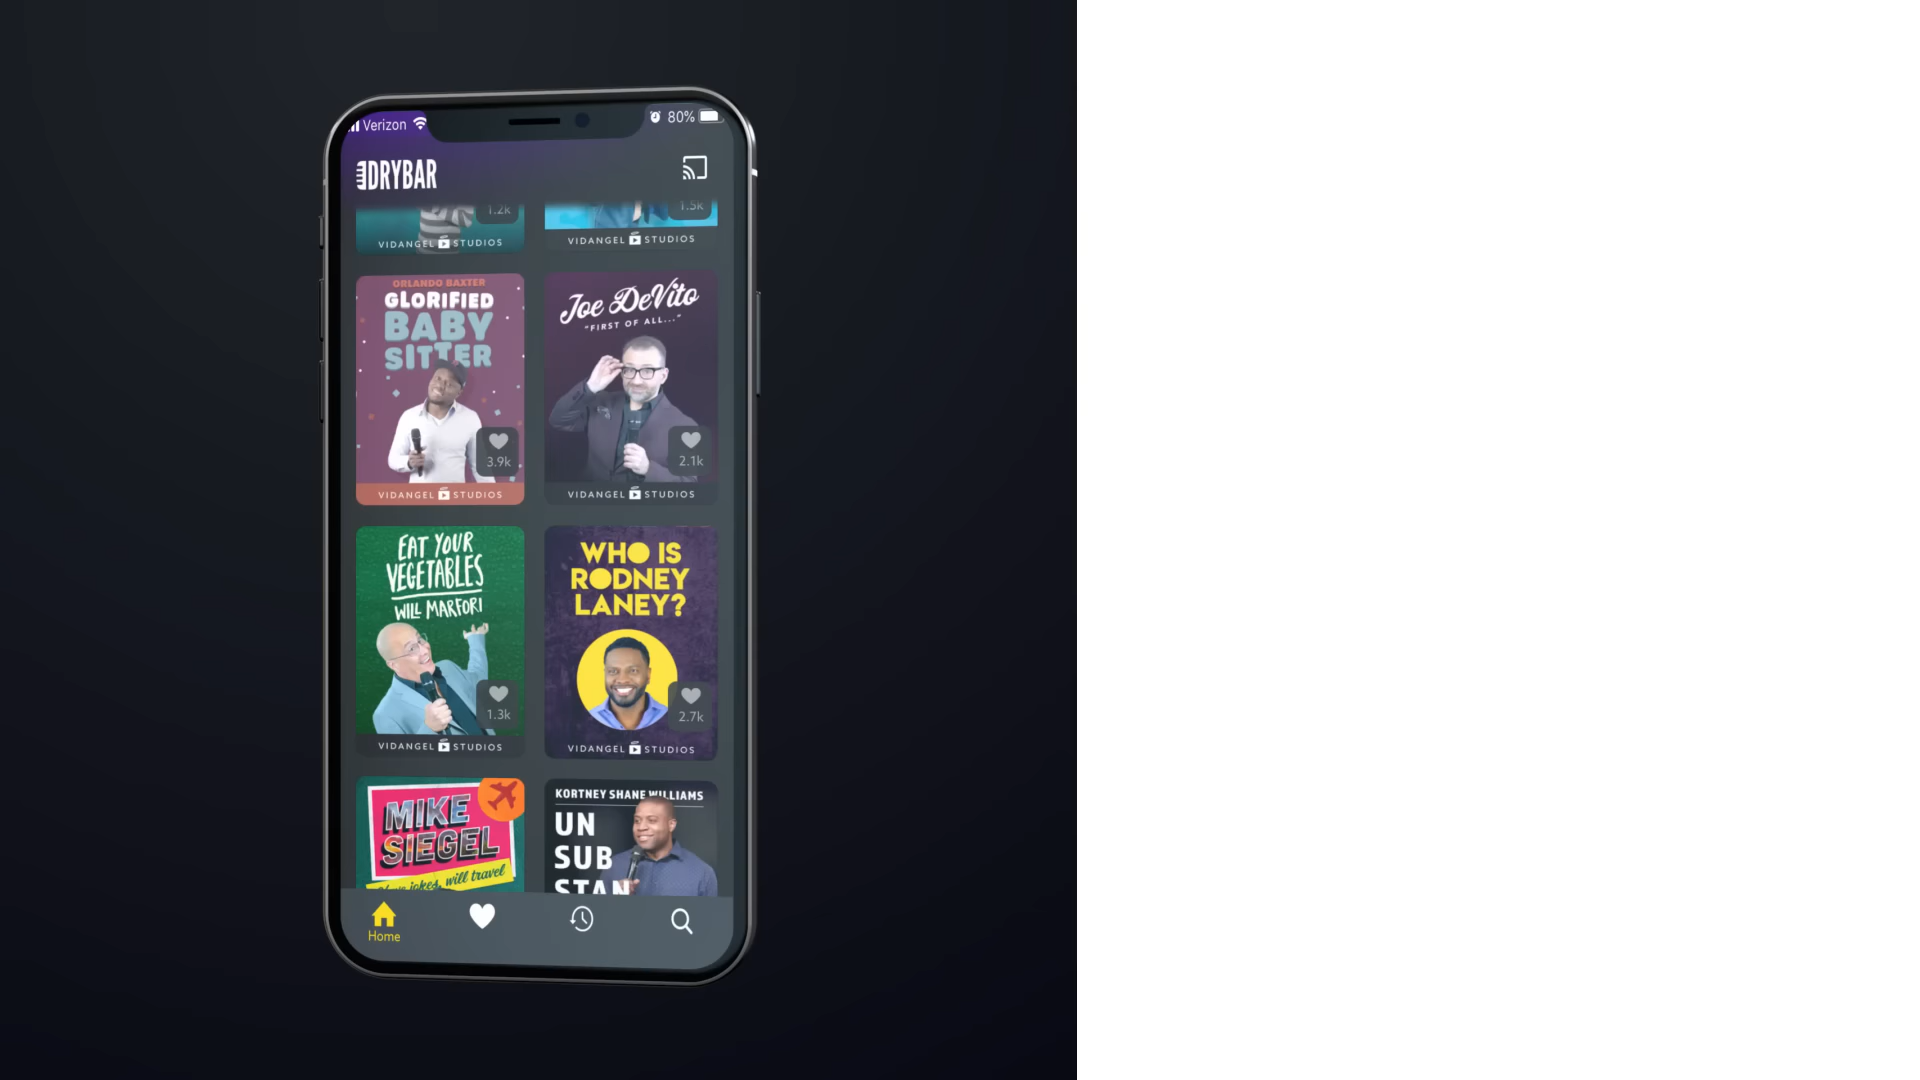 Verizon
80%
DRYBAR
1.2k
1.5k
VIDANGEL STUDIOS
VIDANGEL STUDIOS
ORLANDO BAXTER
GLORIFIED
BABY
SITTER
3.9k
VIDANGEL STUDIOS
Joe DeVito
"FIRST OF ALL..."
2.1k
VIDANGEL STUDIOS
EAT YOUR
VEGETABLES
WILL MARFORI
1.3k
VIDANGEL STUDIOS
WHO IS
RODNEY
LANEY?
2.7k
VIDANGEL STUDIOS
MIKE
SIEGEL
jokes, will travel
KORTNEY SHANE WILLIAMS
UN
SUB
STAN
Home